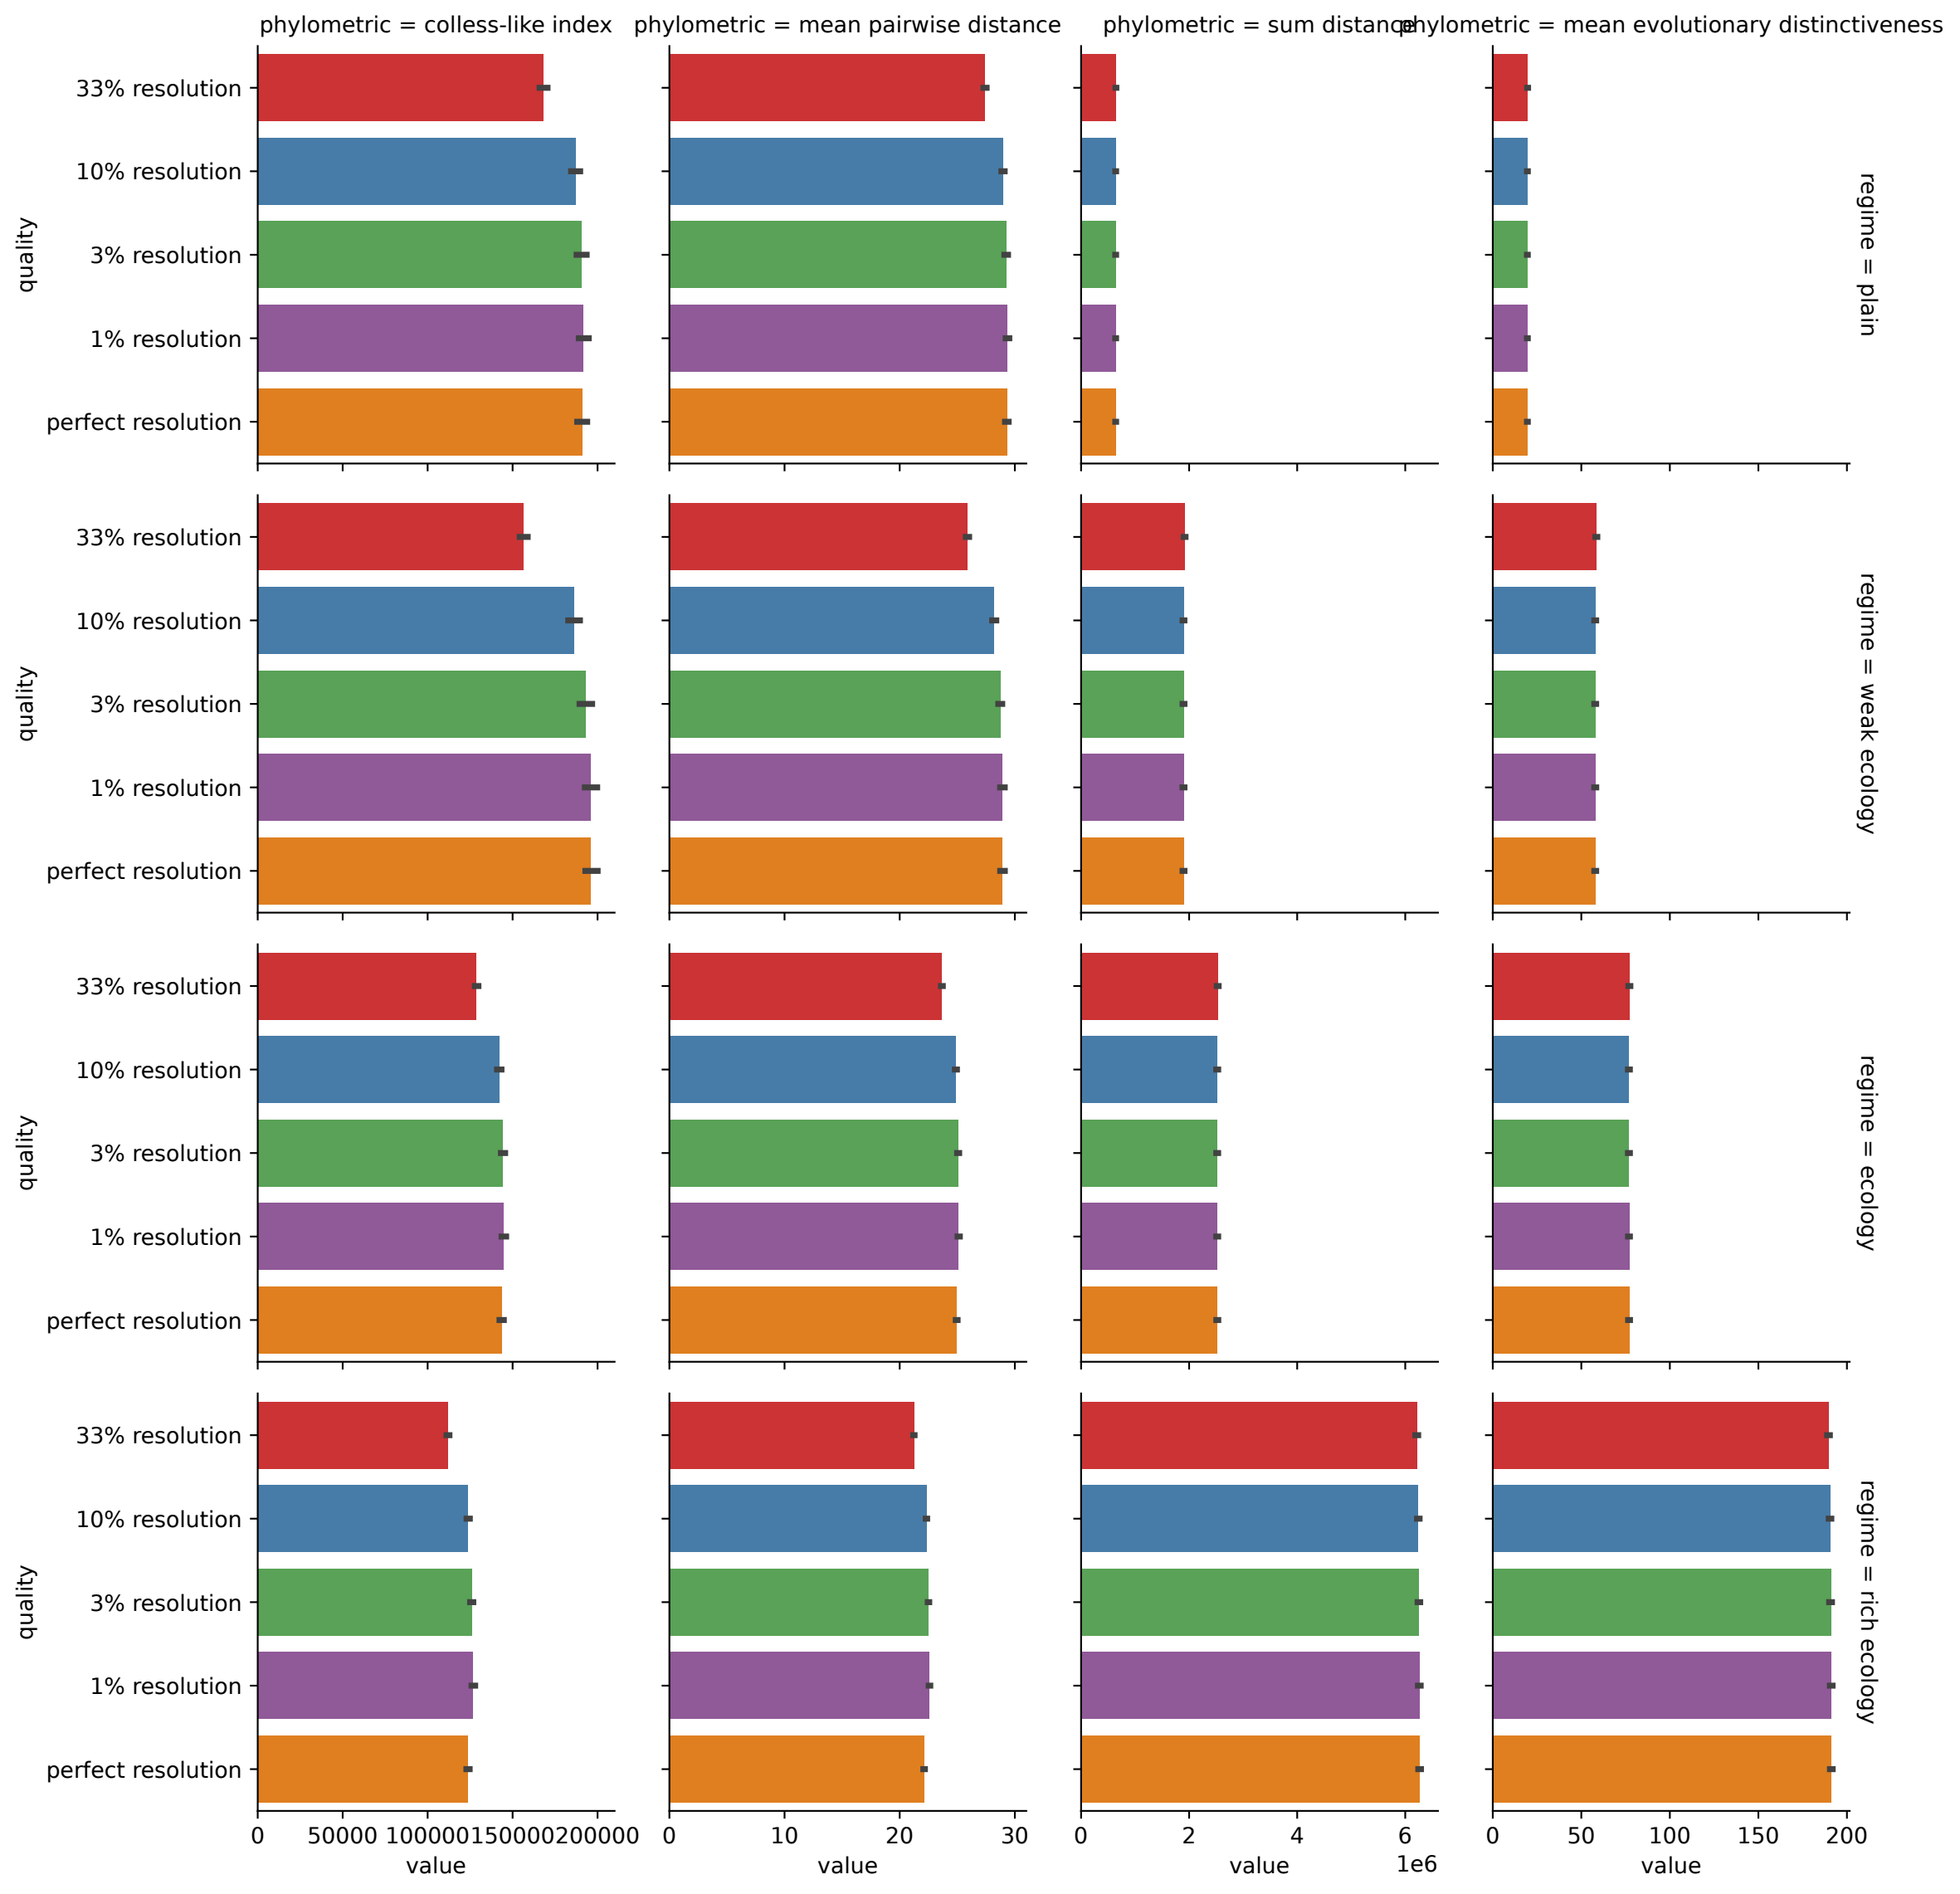 phylometric = colless-like index
phylometric = mean pairwise distance
phylometric = sum distance
phylometric = mean evolutionary distinctiveness
quality
33% resolution
10% resolution
3% resolution
1% resolution
perfect resolution
regime = plain
quality
33% resolution
10% resolution
3% resolution
1% resolution
perfect resolution
regime = weak ecology
quality
33% resolution
10% resolution
3% resolution
1% resolution
perfect resolution
regime = ecology
quality
33% resolution
10% resolution
3% resolution
1% resolution
perfect resolution
regime = rich ecology
0 50000 100000 150000 200000
value
0 10 20 30
value
0 2 4 6
1e6
value
0 50 100 150 200
value